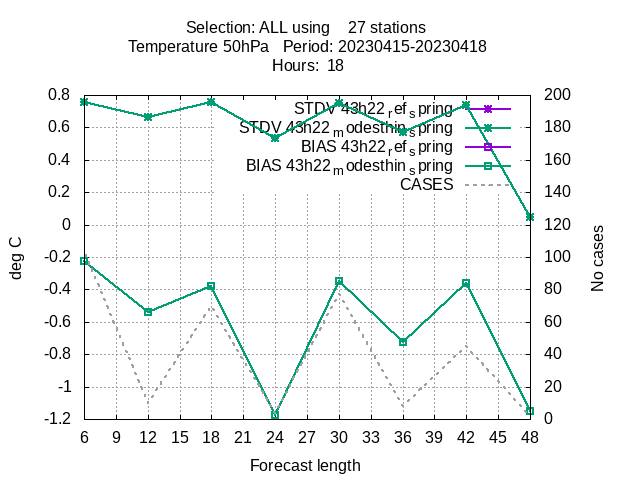 Selection: ALL using 27 stations
Temperature 50hPa Period: 20230415-20230418
Hours: 18
STDV 43h22_ref_spring
STDV 43h22_modesthin_spring
BIAS 43h22_ref_spring
BIAS 43h22_modesthin_spring
CASES
deg C
0.8
0.6
0.4
0.2
0
-0.2
-0.4
-0.6
-0.8
-1
-1.2
No cases
200
180
160
140
120
100
80
60
40
20
0
6 9 12 15 18 21 24 27 30 33 36 39 42 45 48
Forecast length